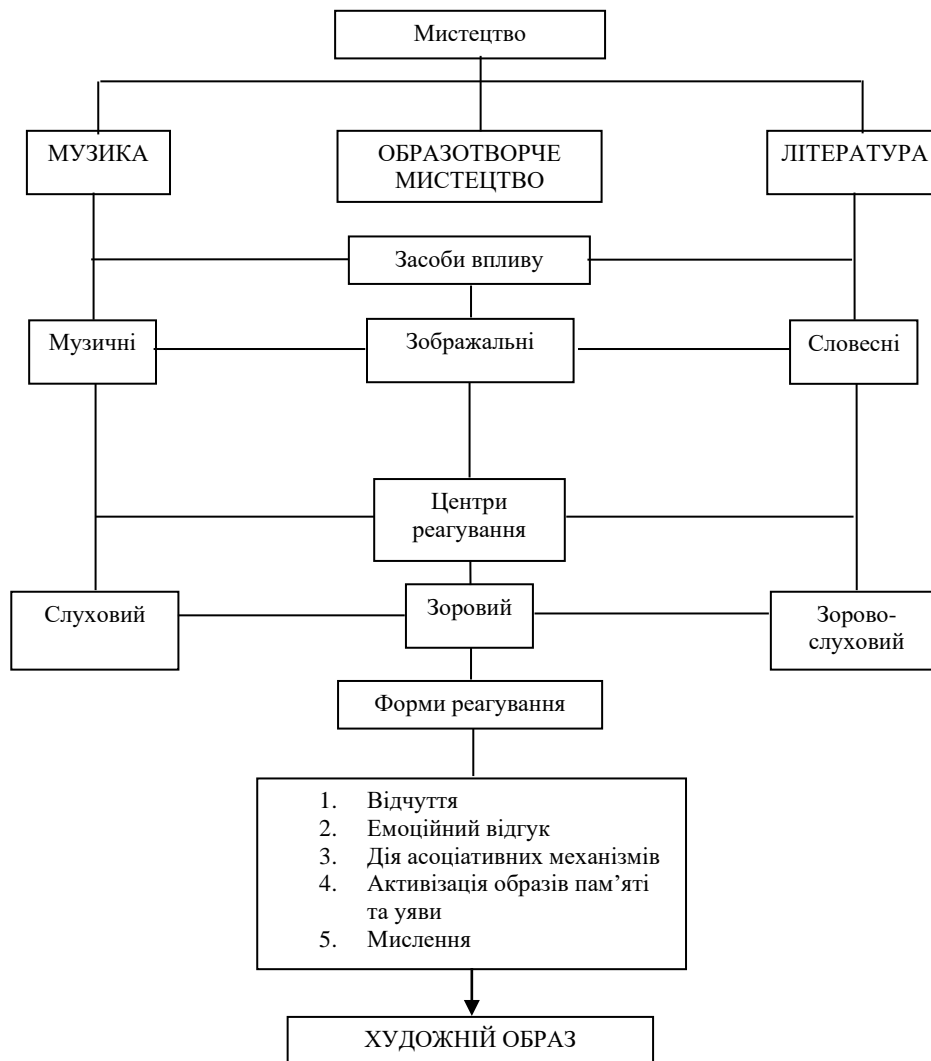 Мистецтво
МУЗИКА
ОБРАЗОТВОРЧЕ
МИСТЕЦТВО
ЛІТЕРАТУРА
Засоби впливу
Музичні
Зображальні
Словесні
Центри
реагування
Слуховий
Зоровий
Зорово-
слуховий
Форми реагування
1. Відчуття
2. Емоційний відгук
3. Дія асоціативних механізмів
4. Активізація образів пам’яті
та уяви
5. Мислення
ХУДОЖНІЙ ОБРАЗ